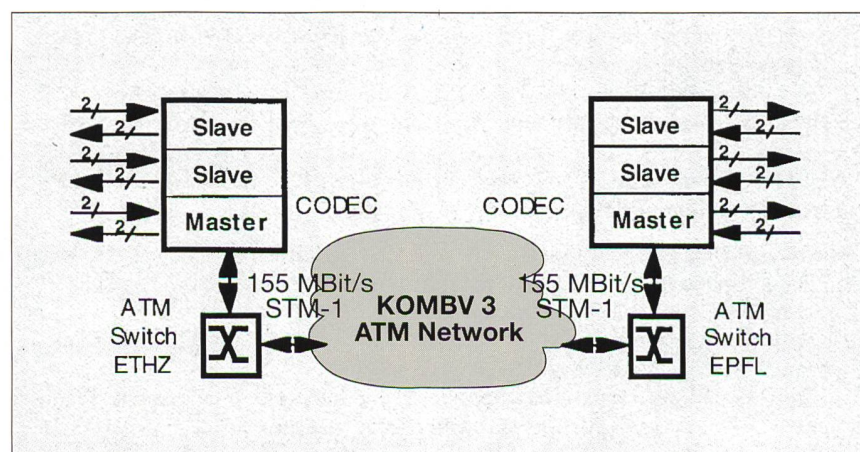 2/
2/
2/
2/
2/
2/
Slave
Slave
Master
CODEC
155 MBit/s
STM-1
ATM
Switch
ETHZ
KOMBV 3
ATM Network
CODEC
155 MBit/s
STM-1
Slave
Slave
Master
2/
2/
2/
2/
2/
2/
ATM
Switch
EPFL